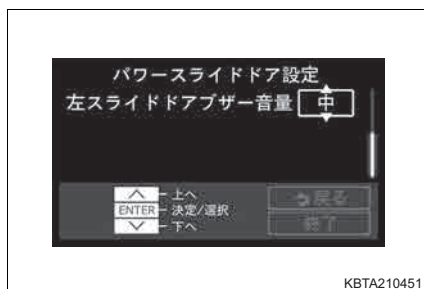 パワースライドドア設定
左スライドドアブザー音量 中
上へ
ENTER 決定/選択
下へ
戻る
終了
KBTA210451